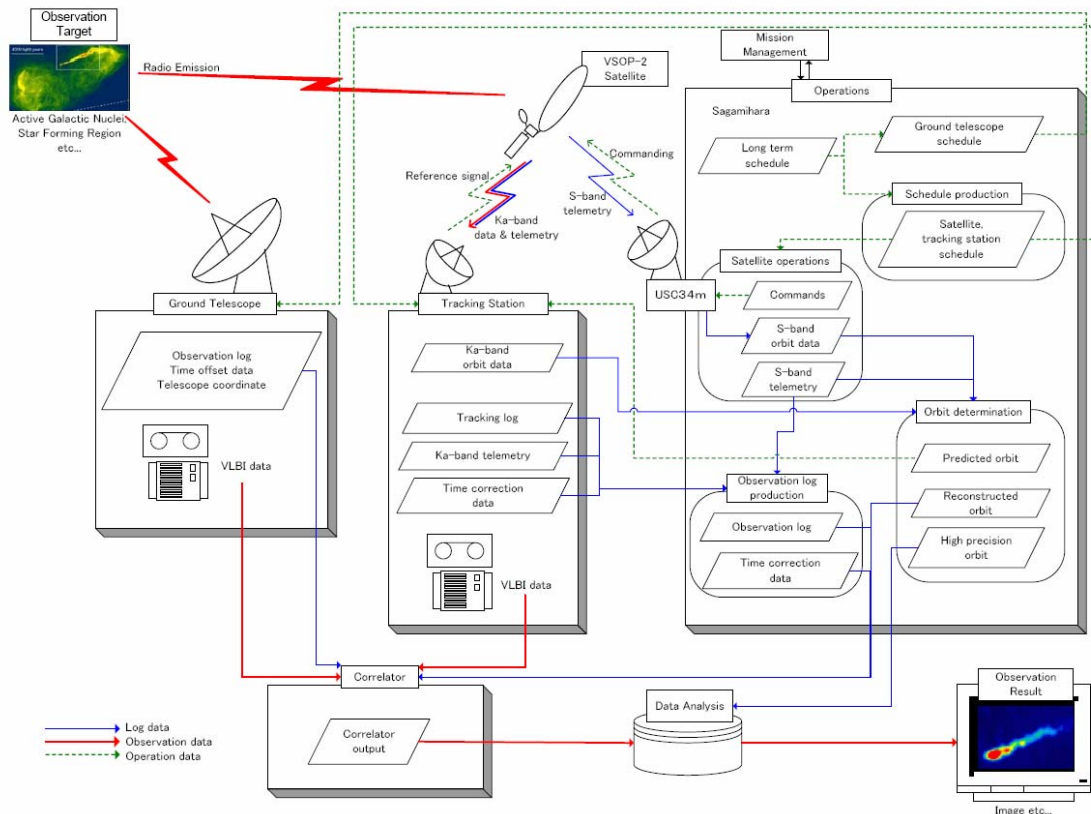 Observation
Target
Radio Emission
Active Galactic Nuclei,
Star Forming Region
etc...
VSOP-2
Satellite
Reference signal
Commanding
S-band
telemetry
Ka-band
data & telemetry
Mission
Management
Operations
Sagamihara
Long term
schedule
Ground telescope
schedule
Schedule production
Satellite,
tracking station
schedule
Satellite operations
USC34m
Commands
S-band
orbit data
S-band
telemetry
Ground Telescope
Observation log
Time offset data
Telescope coordinate
VLBI data
Tracking Station
Ka-band
orbit data
Tracking log
Ka-band telemetry
Time correction
data
VLBI data
Orbit determination
Predicted orbit
Reconstructed
orbit
High precision
orbit
Observation log
production
Observation log
Time correction
data
Correlator
Correlator
output
Data Analysis
Observation
Result
Image etc...
Log data
Observation data
Operation data